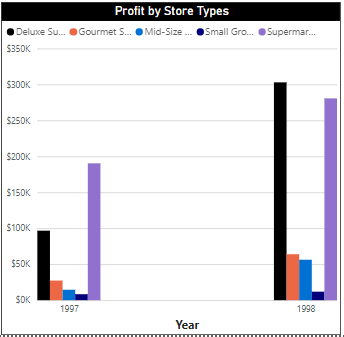 Profit by Store Types
Deluxe Su... Gourmet S... Mid-Size ... Small Gro... Supermar...
$350K
$300K
$250K
$200K
$150K
$100K
$50K
$0K
1997 1998
Year